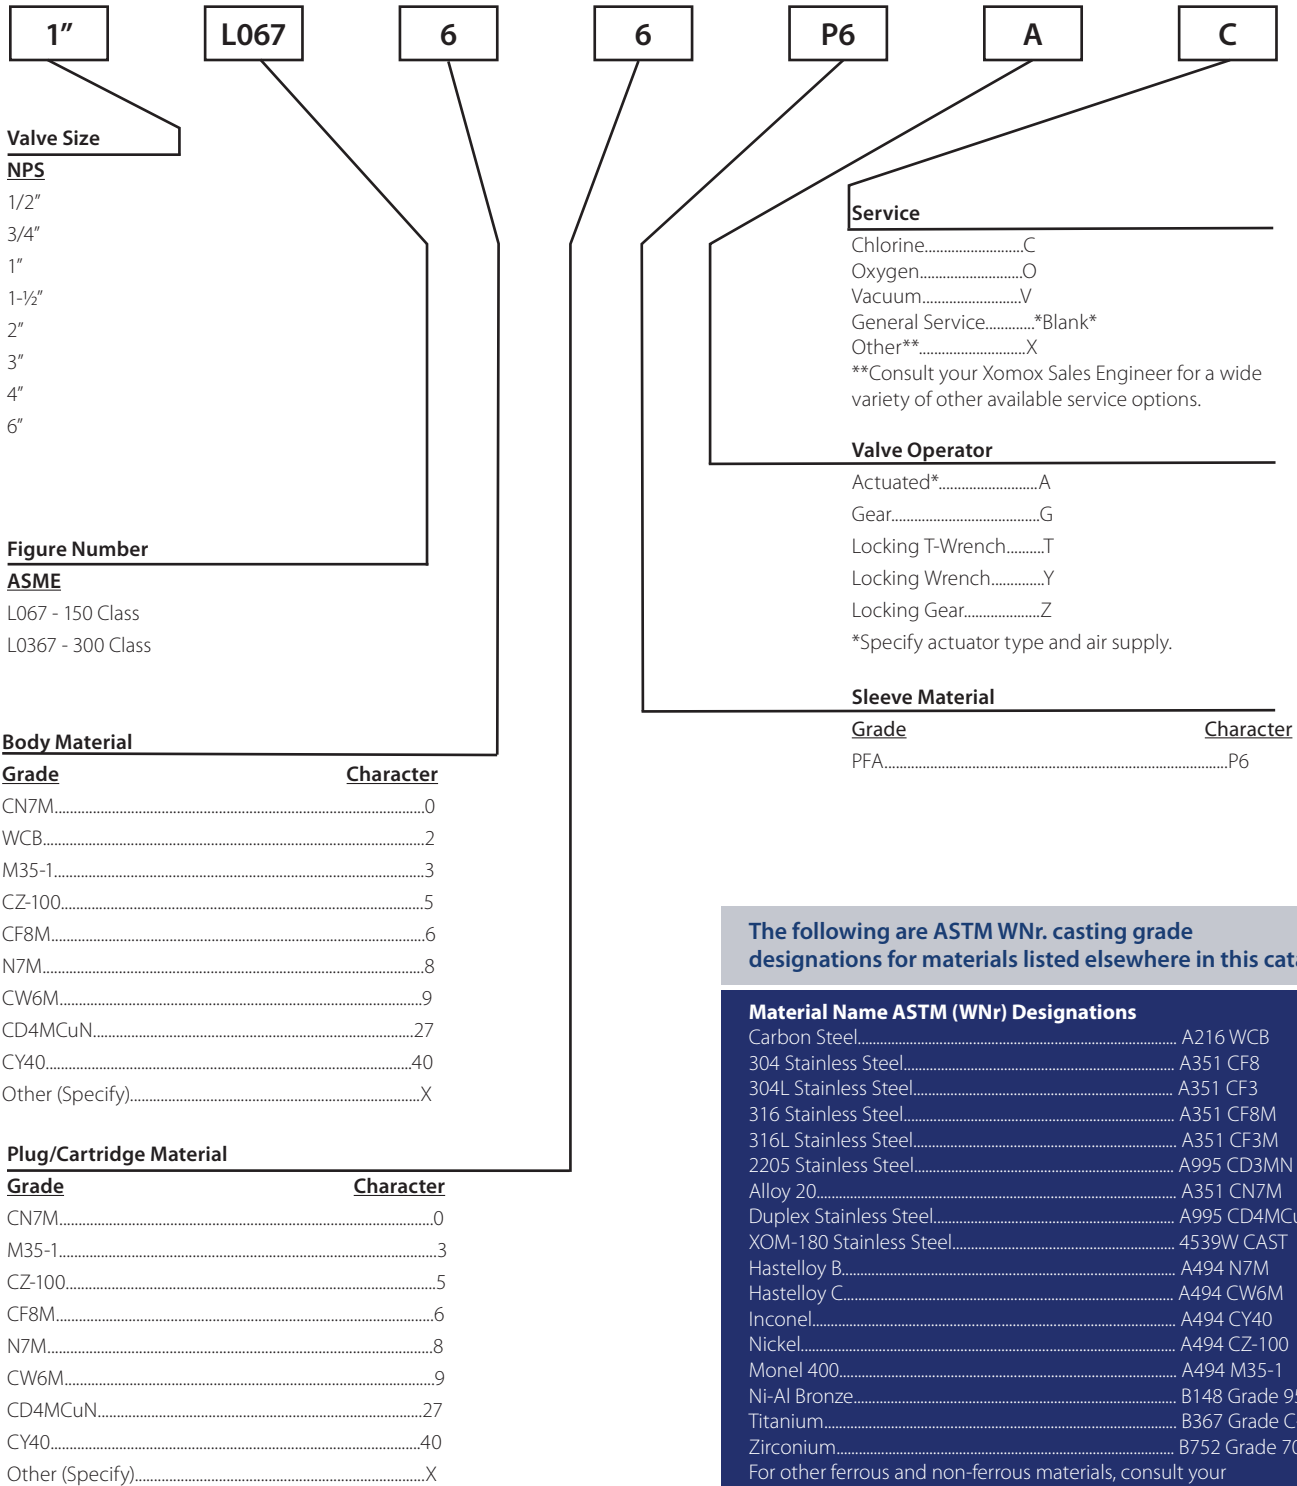 1” L067 6 6 P6 A C
Valve Size
NPS
1/2”
3/4”
1”
1-½”
2”
3”
4”
6”
Figure Number
ASME
L067 - 150 Class
L0367 - 300 Class
Body Material
Grade Character
CN7M...0
WCB...2
M35-1...3
CZ-100...5
CF8M...6
N7M...8
CW6M...9
CD4MCuN...27
CY40...40
Other (Specify)...X
Plug/Cartridge Material
Grade Character
CN7M...0
M35-1...3
CZ-100...5
CF8M...6
N7M...8
CW6M...9
CD4MCuN...27
CY40...40
Other (Specify)...X
Service
Chlorine...C
Oxygen...O
Vacuum...V
General Service...*Blank*
Other**...X
**Consult your Xomox Sales Engineer for a wide
variety of other available service options.
Valve Operator
Actuated*...A
Gear...G
Locking T-Wrench...T
Locking Wrench...Y
Locking Gear...Z
*Specify actuator type and air supply.
Sleeve Material
Grade Character
PFA...P6
The following are ASTM WNr. casting grade
designations for materials listed elsewhere in this
Material Name ASTM (WNr) Designations
Carbon Steel... A216 WCB
304 Stainless Steel... A351 CF8
304L Stainless Steel... A351 CF3
316 Stainless Steel... A351 CF8M
316L Stainless Steel... A351 CF3M
2205 Stainless Steel... A995 CD3MN
Alloy 20... A351 CN7M
Duplex Stainless Steel... A995
XOM-180 Stainless Steel... 4539W CAST
Hastelloy B... A494 N7M
Hastelloy C... A494 CW6M
Inconel... A494 CY40
Nickel... A494 CZ-100
Monel 400... A494 M35-1
Ni-Al Bronze... B148 Grade
Titanium... B367 Grade
Zirconium... B752 Grade
For other ferrous and non-ferrous materials, consult your